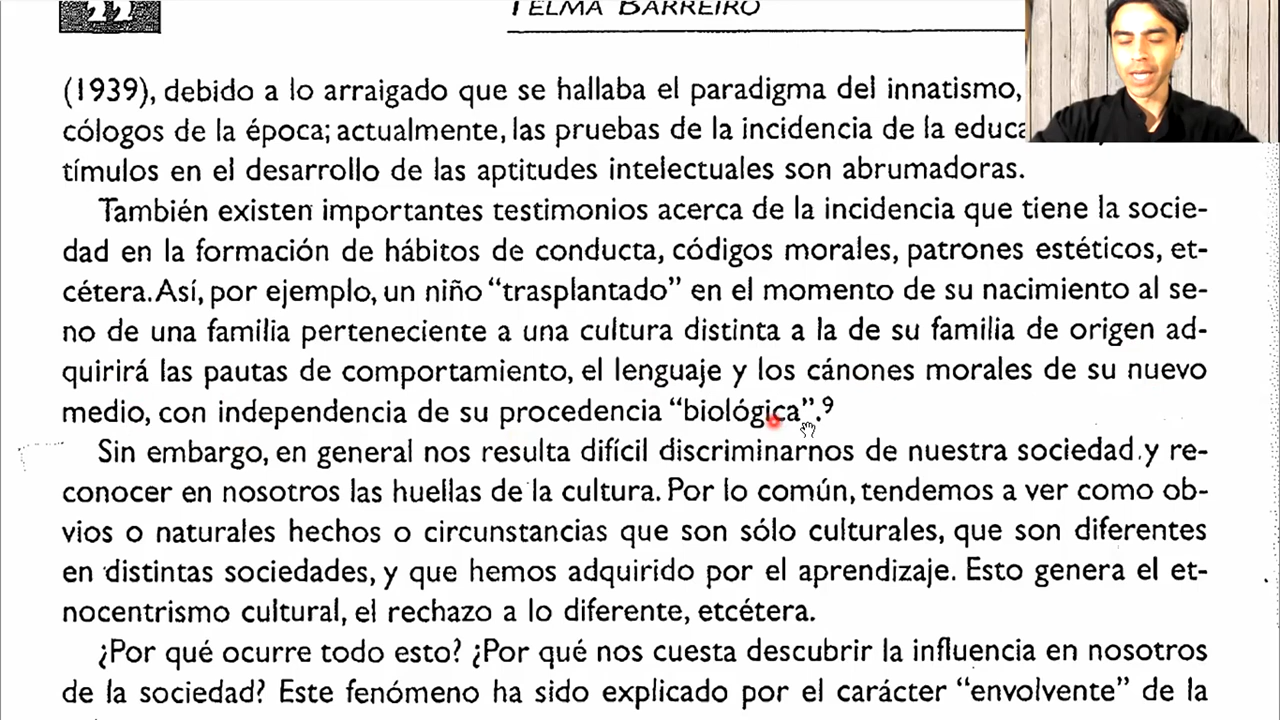 22 TELMA BARREIRO
(1939), debido a lo arraigado que se hallaba el paradigma del innatismo,
cólogos de la época; actualmente, las pruebas de la incidencia de la educa
tímulos en el desarrollo de las aptitudes intelectuales son abrumadoras.
También existen importantes testimonios acerca de la incidencia que tiene la socie-
dad en la formación de hábitos de conducta, códigos morales, patrones estéticos, et-
cétera. Así, por ejemplo, un niño “trasplantado” en el momento de su nacimiento al se-
no de una familia perteneciente a una cultura distinta a la de su familia de origen ad-
quirirá las pautas de comportamiento, el lenguaje y los cánones morales de su nuevo
medio, con independencia de su procedencia “biológica”.⁹
Sin embargo, en general nos resulta difícil discriminarnos de nuestra sociedad y re-
conocer en nosotros las huellas de la cultura. Por lo común, tendemos a ver como ob-
vios o naturales hechos o circunstancias que son sólo culturales, que son diferentes
en distintas sociedades, y que hemos adquirido por el aprendizaje. Esto genera el et-
nocentrismo cultural, el rechazo a lo diferente, etcétera.
¿Por qué ocurre todo esto? ¿Por qué nos cuesta descubrir la influencia en nosotros
de la sociedad? Este fenómeno ha sido explicado por el carácter “envolvente” de la